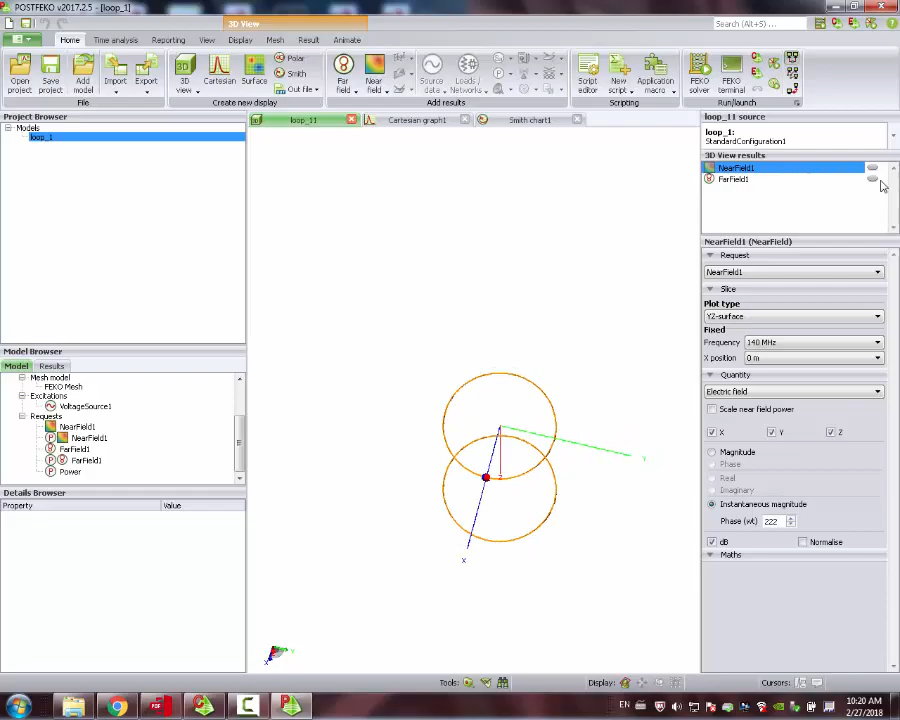 POSTFEKO v2017.2.5 - [loop_1]
3D View
Search (Alt+S) ...
Home
Time analysis
Reporting
View
Display
Mesh
Result
Animate
Open project
Save project
Add model
Import
Export
File
3D view
Cartesian
Surface
Polar
Smith
Out file
Create new display
Far field
Near field
Source data
Loads / Networks
Add results
Script editor
New script
Application macro
Scripting
FEKO solver
FEKO terminal
Run/launch
Project Browser
Models
loop_1
loop_11
Cartesian graph1
Smith chart1
loop_11 source
loop_1:
StandardConfiguration1
3D View results
NearField1
FarField1
NearField1 (NearField)
Request
NearField1
Slice
Plot type
YZ-surface
Fixed
Frequency 140 MHz
X position 0 m
Quantity
Electric field
Scale near field power
X Y Z
Magnitude
Phase
Real
Imaginary
Instantaneous magnitude
Phase (wt) 222
dB Normalise
Maths
Model Browser
Model Results
Mesh model
FEKO Mesh
Excitations
VoltageSource1
Requests
NearField1
P NearField1
FarField1
P FarField1
P Power
Details Browser
Property Value
Y
Z
X
Y
X
Tools:
Display:
Cursors:
EN
10:20 AM
2/27/2018